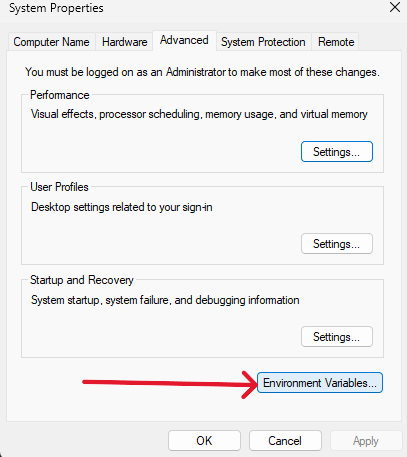 System Properties
Computer Name Hardware Advanced System Protection Remote
You must be logged on as an Administrator to make most of these changes.
Performance
Visual effects, processor scheduling, memory usage, and virtual memory
Settings...
User Profiles
Desktop settings related to your sign-in
Settings...
Startup and Recovery
System startup, system failure, and debugging information
Settings...
Environment Variables...
OK Cancel Apply